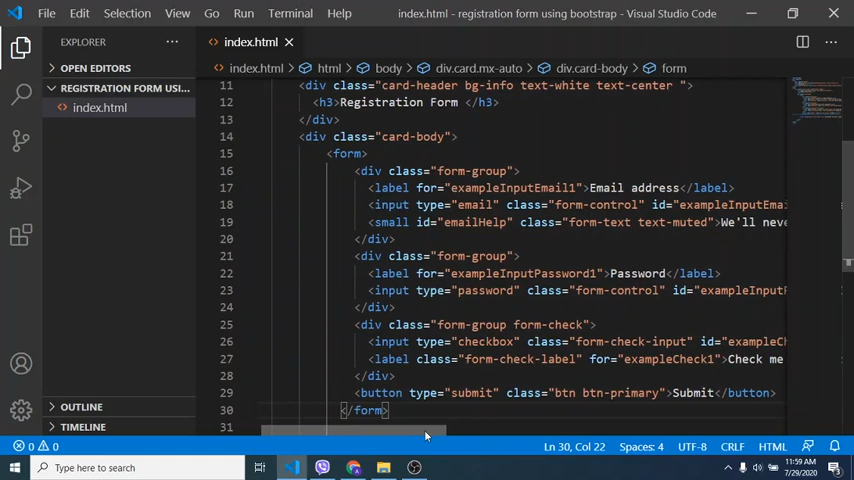 File Edit Selection View Go Run Terminal Help index.html - registration form using bootstrap - Visual Studio Code
EXPLORER ··· index.html
OPEN EDITORS index.html > html > body > div.card.mx-auto > div.card-body > form
REGISTRATION FORM USI...
index.html
11 <div class="card-header bg-info text-white text-center ">
12 <h3>Registration Form </h3>
13 </div>
14 <div class="card-body">
15 <form>
16 <div class="form-group">
17 <label for="exampleInputEmail1">Email address</label>
18 <input type="email" class="form-control" id="exampleInputEmai
19 <small id="emailHelp" class="form-text text-muted">We'll neve
20 </div>
21 <div class="form-group">
22 <label for="exampleInputPassword1">Password</label>
23 <input type="password" class="form-control" id="exampleInputP
24 </div>
25 <div class="form-group form-check">
26 <input type="checkbox" class="form-check-input" id="exampleCh
27 <label class="form-check-label" for="exampleCheck1">Check me
28 </div>
29 <button type="submit" class="btn btn-primary">Submit</button>
30 </form>
31
OUTLINE
TIMELINE
0 0 Ln 30, Col 22 Spaces: 4 UTF-8 CRLF HTML
Type here to search
11:59 AM
7/29/2020
3